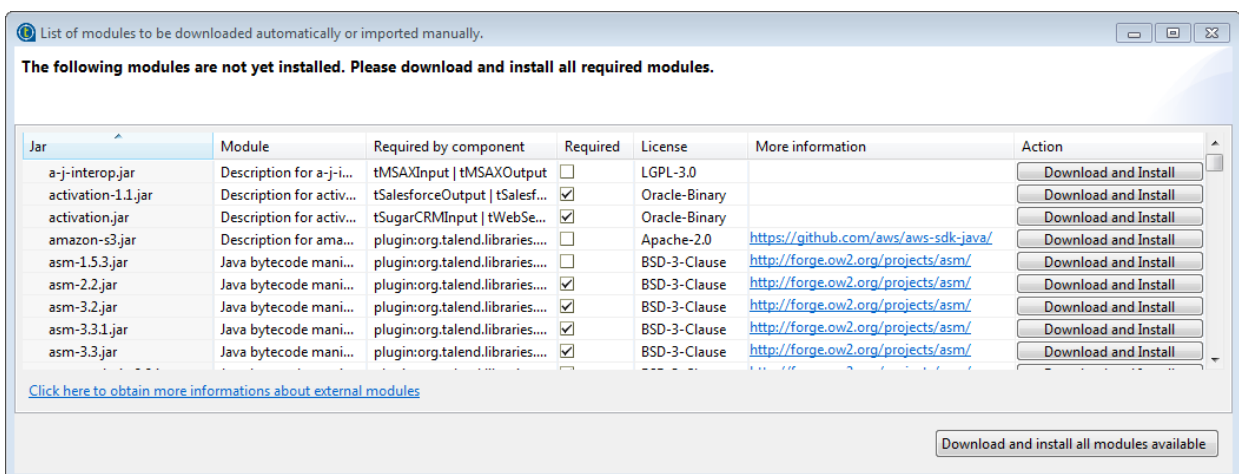 List of modules to be downloaded automatically or imported manually.
The following modules are not yet installed. Please download and install all required modules.
Jar Module Required by component Required License More information Action
a-j-interop.jar Description for a-j-i... tMSAXInput | tMSAXOutput LGPL-3.0 Download and Install
activation-1.1.jar Description for activ... tSalesforceOutput | tSalesf... Oracle-Binary Download and Install
activation.jar Description for activ... tSugarCRMInput | tWebSe... Oracle-Binary Download and Install
amazon-s3.jar Description for ama... plugin:org.talend.libraries.... Apache-2.0 https://github.com/aws/aws-sdk-java/ Download and Install
asm-1.5.3.jar Java bytecode mani... plugin:org.talend.libraries.... BSD-3-Clause http://forge.ow2.org/projects/asm/ Download and Install
asm-2.2.jar Java bytecode mani... plugin:org.talend.libraries.... BSD-3-Clause http://forge.ow2.org/projects/asm/ Download and Install
asm-3.2.jar Java bytecode mani... plugin:org.talend.libraries.... BSD-3-Clause http://forge.ow2.org/projects/asm/ Download and Install
asm-3.3.1.jar Java bytecode mani... plugin:org.talend.libraries.... BSD-3-Clause http://forge.ow2.org/projects/asm/ Download and Install
asm-3.3.jar Java bytecode mani... plugin:org.talend.libraries.... BSD-3-Clause http://forge.ow2.org/projects/asm/ Download and Install
Click here to obtain more informations about external modules
Download and install all modules available